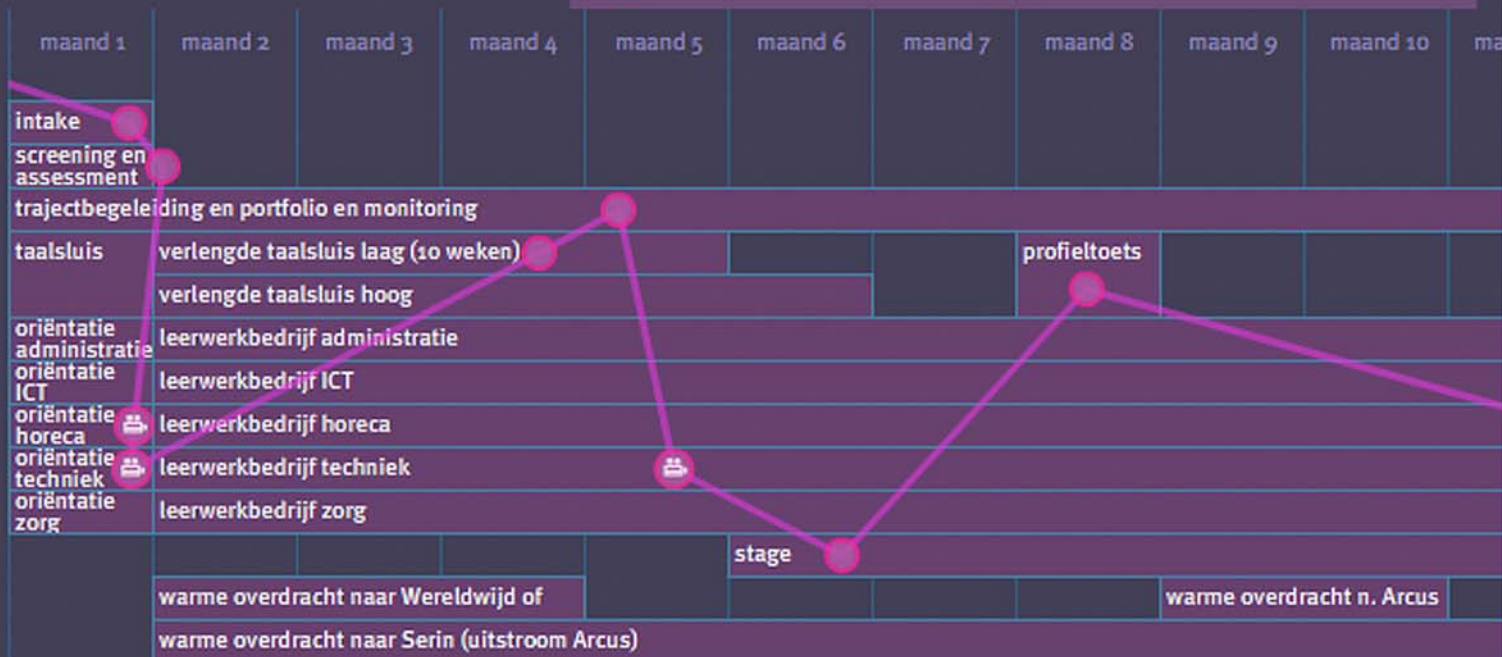 maand 1
maand 2
maand 3
maand 4
maand 5
maand 6
maand 7
maand 8
maand 9
maand 10
ma
intake
screening en
assessment
trajectbegeleiding en portfolio en monitoring
taalsluis
verlengde taalsluis laag (10 weken)
profieltoets
verlengde taalsluis hoog
oriëntatie
administratie
leerwerkbedrijf administratie
oriëntatie
ICT
leerwerkbedrijf ICT
oriëntatie
horeca
leerwerkbedrijf horeca
oriëntatie
techniek
leerwerkbedrijf techniek
oriëntatie
zorg
leerwerkbedrijf zorg
stage
warme overdracht naar Wereldwijd of
warme overdracht n. Arcus
warme overdracht naar Serin (uitstroom Arcus)